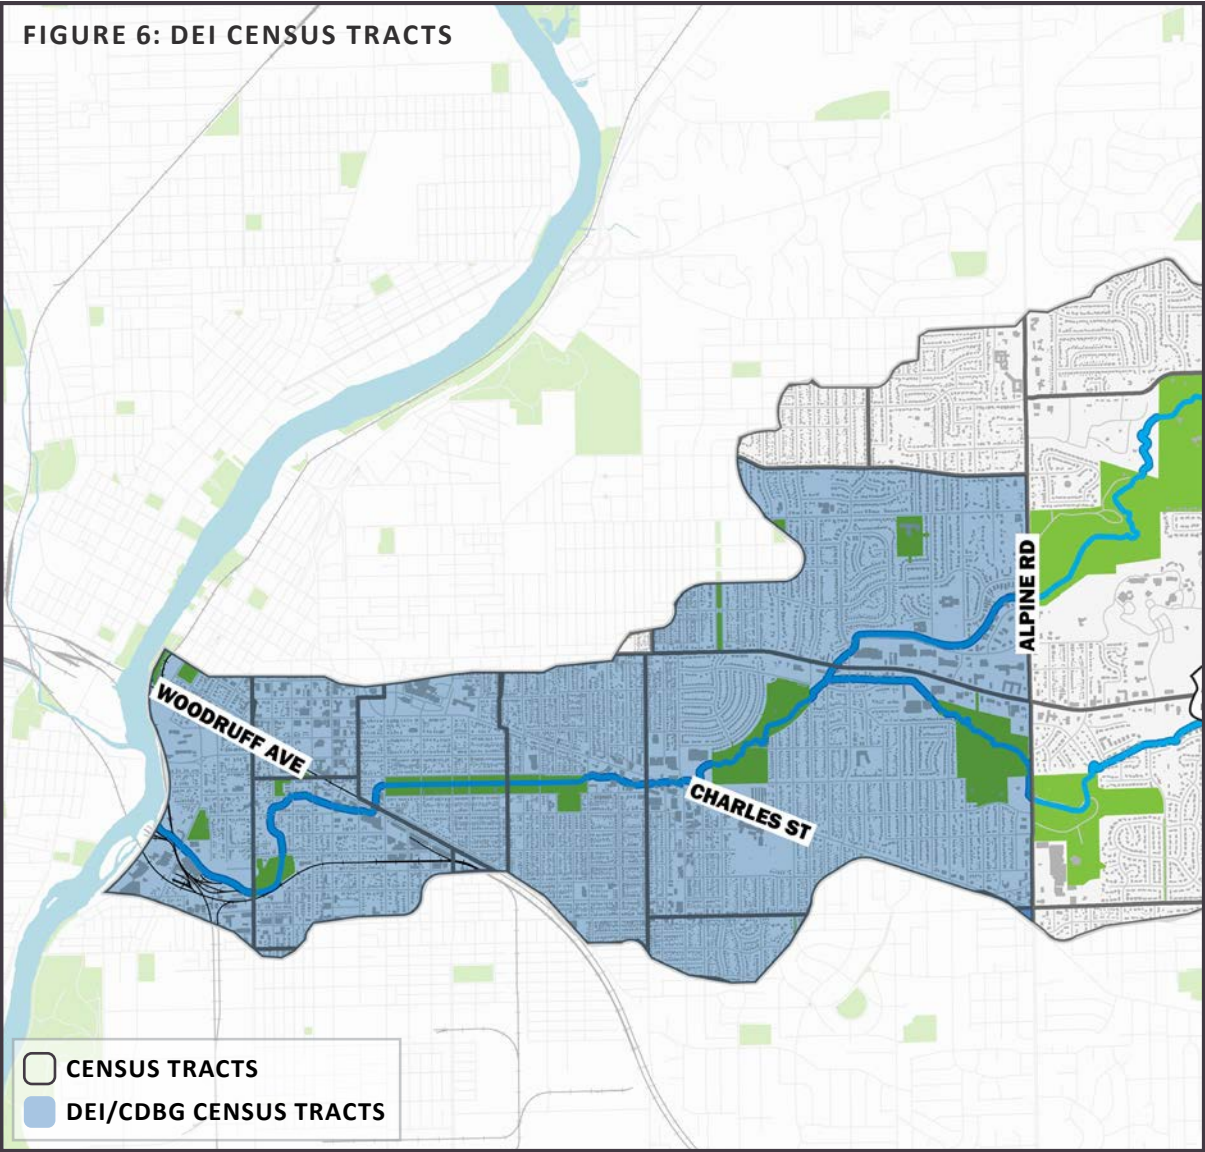 FIGURE 6: DEI CENSUS TRACTS
ALPINE RD
WOODRUFF AVE
CHARLES ST
CENSUS TRACTS
DEI/CDBG CENSUS TRACTS